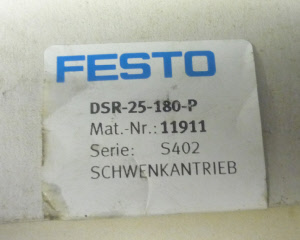 FESTO
DSR-25-180-P
Mat.-Nr.: 11911
Serie: S402
SCHWENKANTRIEB